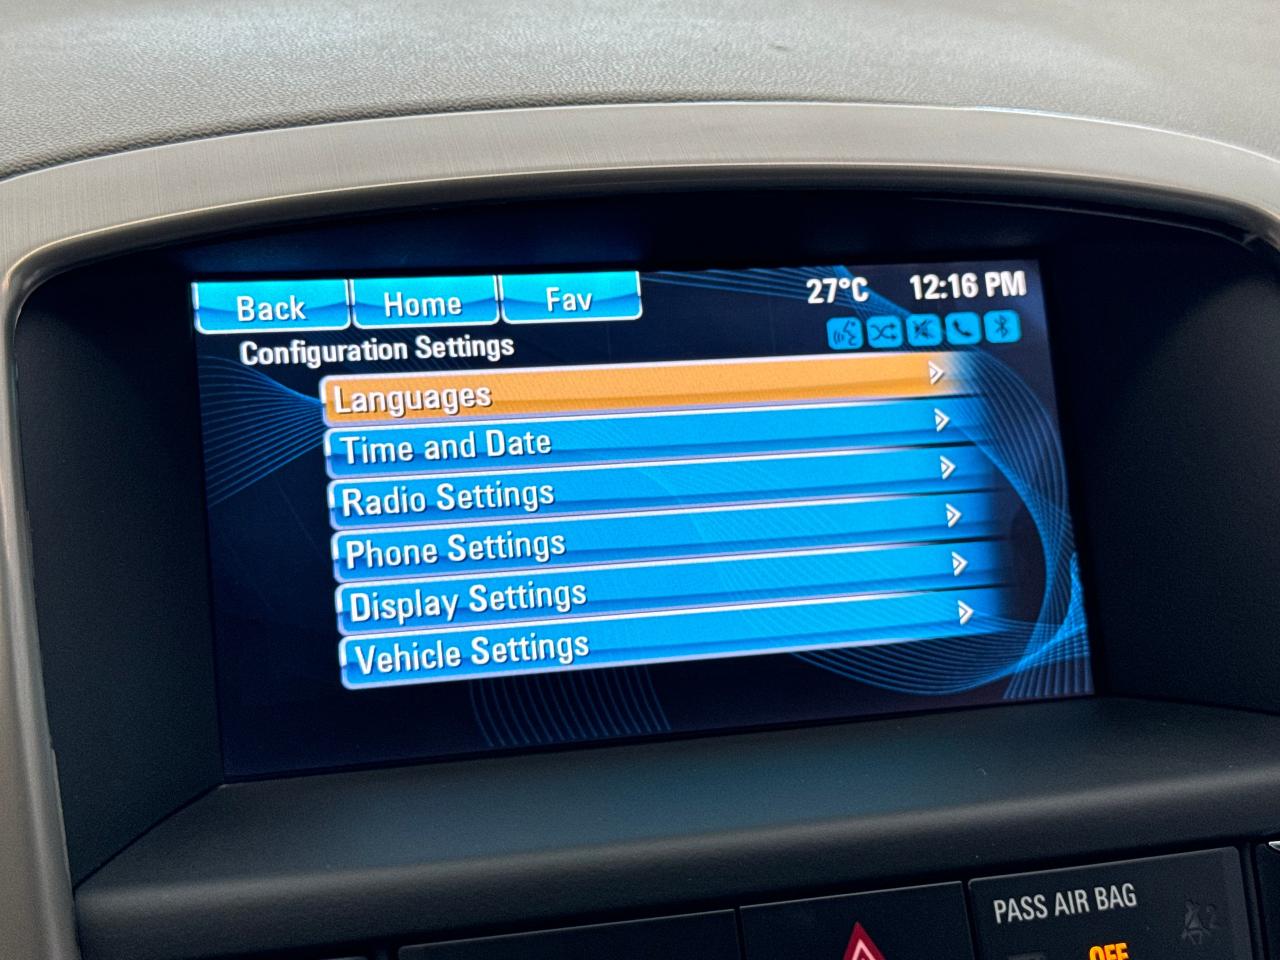 Back Home Fav 27°C 12:16 PM
Configuration Settings
Languages
Time and Date
Radio Settings
Phone Settings
Display Settings
Vehicle Settings
PASS AIR BAG
OFF